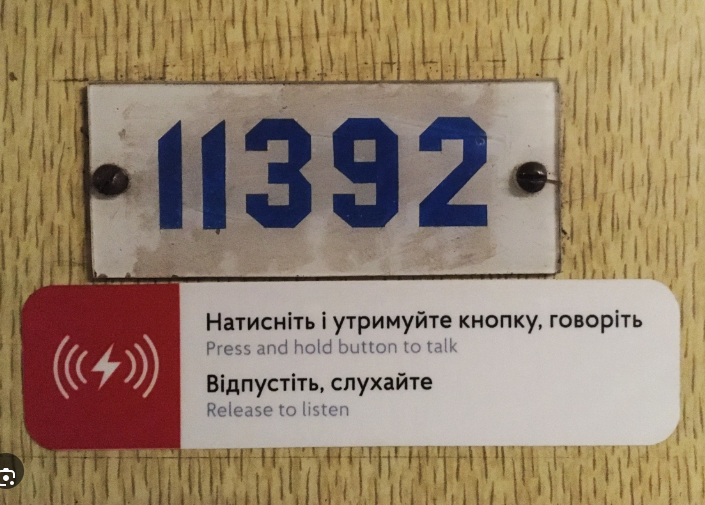 11392
Натисніть і утримуйте кнопку, говоріть
Press and hold button to talk
Відпустіть, слухайте
Release to listen